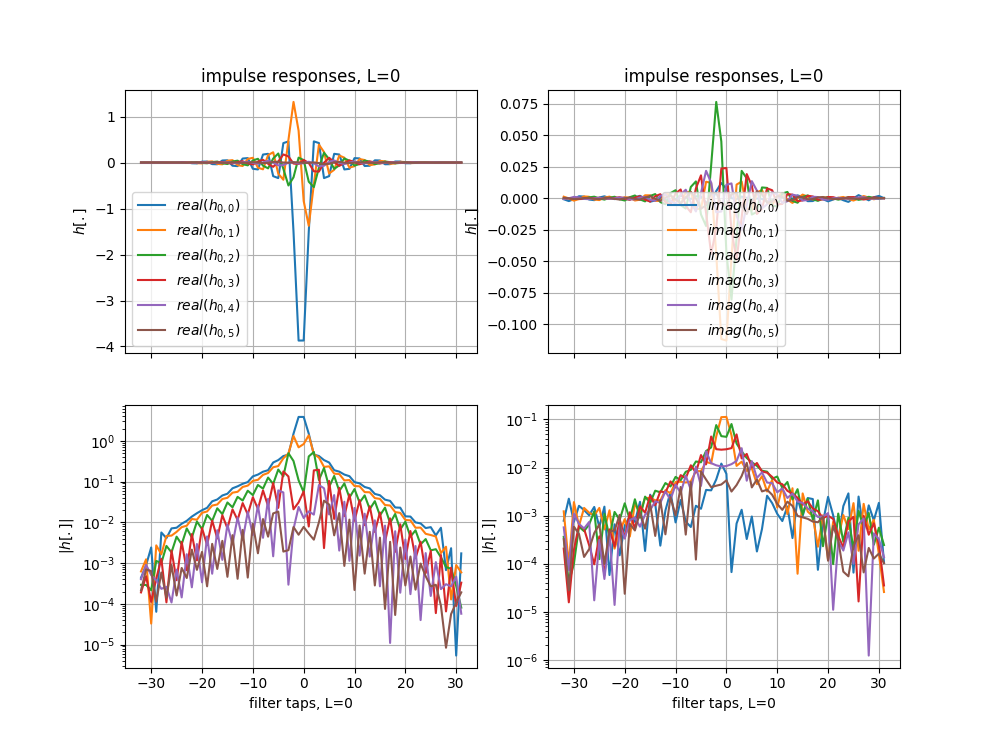 impulse responses, L=0
1
0
−1
−2
−3
−4
h[.]
real(h0,0)
real(h0,1)
real(h0,2)
real(h0,3)
real(h0,4)
real(h0,5)
impulse responses, L=0
0.075
0.050
0.025
0.000
−0.025
−0.050
−0.075
−0.100
h[.]
imag(h0,0)
imag(h0,1)
imag(h0,2)
imag(h0,3)
imag(h0,4)
imag(h0,5)
10^0
10^−1
10^−2
10^−3
10^−4
10^−5
|h[.]|
−30 −20 −10 0 10 20 30
filter taps, L=0
10^−1
10^−2
10^−3
10^−4
10^−5
10^−6
|h[.]|
−30 −20 −10 0 10 20 30
filter taps, L=0